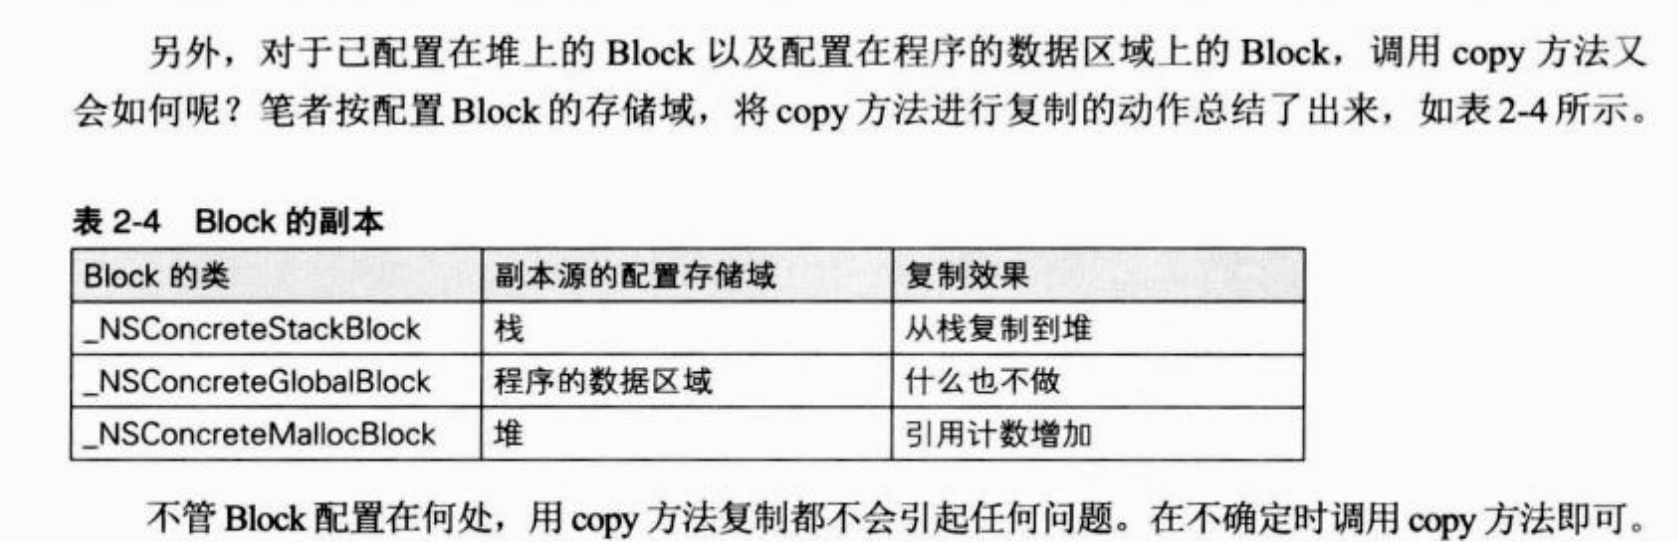 另外，对于已配置在堆上的 Block 以及配置在程序的数据区域上的 Block，调用 copy 方法又
会如何呢？笔者按配置 Block 的存储域，将 copy 方法进行复制的动作总结了出来，如表 2-4 所示。
表 2-4 Block 的副本
Block 的类 副本源的配置存储域 复制效果
_NSConcreteStackBlock 栈 从栈复制到堆
_NSConcreteGlobalBlock 程序的数据区域 什么也不做
_NSConcreteMallocBlock 堆 引用计数增加
不管 Block 配置在何处，用 copy 方法复制都不会引起任何问题。在不确定时调用 copy 方法即可。